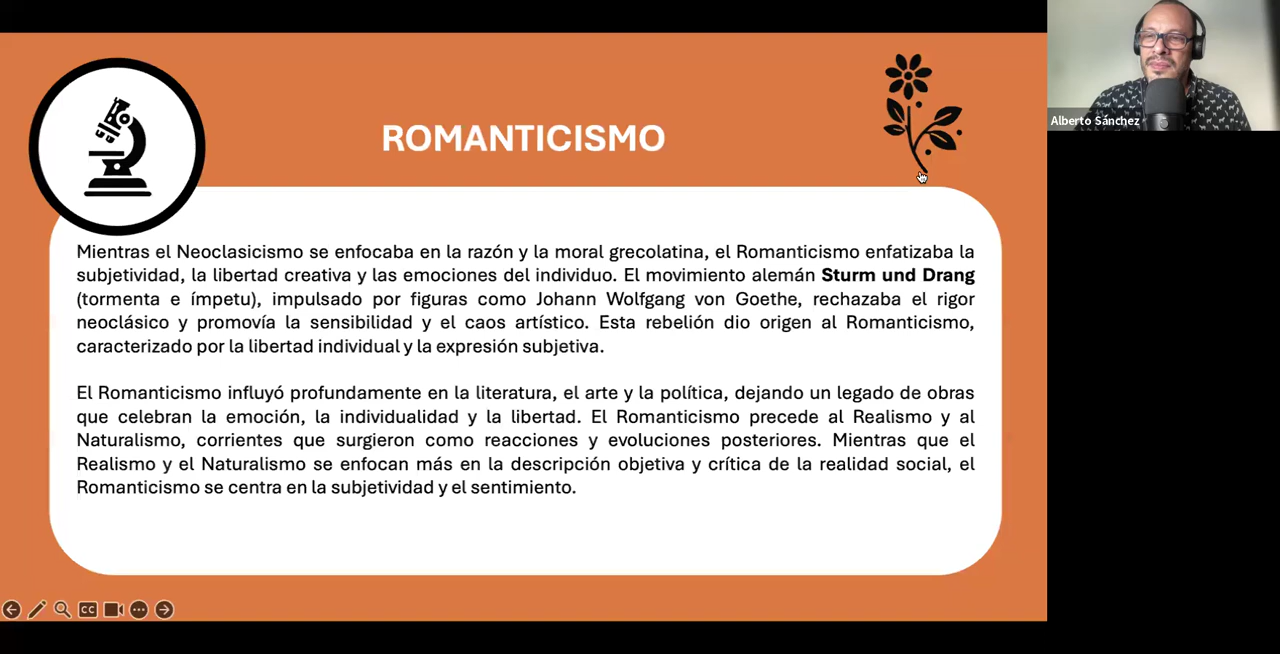 ROMANTICISMO
Alberto Sánchez
Mientras el Neoclasicismo se enfocaba en la razón y la moral grecolatina, el Romanticismo enfatizaba la
subjetividad, la libertad creativa y las emociones del individuo. El movimiento alemán Sturm und Drang
(tormenta e ímpetu), impulsado por figuras como Johann Wolfgang von Goethe, rechazaba el rigor
neoclásico y promovía la sensibilidad y el caos artístico. Esta rebelión dio origen al Romanticismo,
caracterizado por la libertad individual y la expresión subjetiva.
El Romanticismo influyó profundamente en la literatura, el arte y la política, dejando un legado de obras
que celebran la emoción, la individualidad y la libertad. El Romanticismo precede al Realismo y al
Naturalismo, corrientes que surgieron como reacciones y evoluciones posteriores. Mientras que el
Realismo y el Naturalismo se enfocan más en la descripción objetiva y crítica de la realidad social, el
Romanticismo se centra en la subjetividad y el sentimiento.
CC